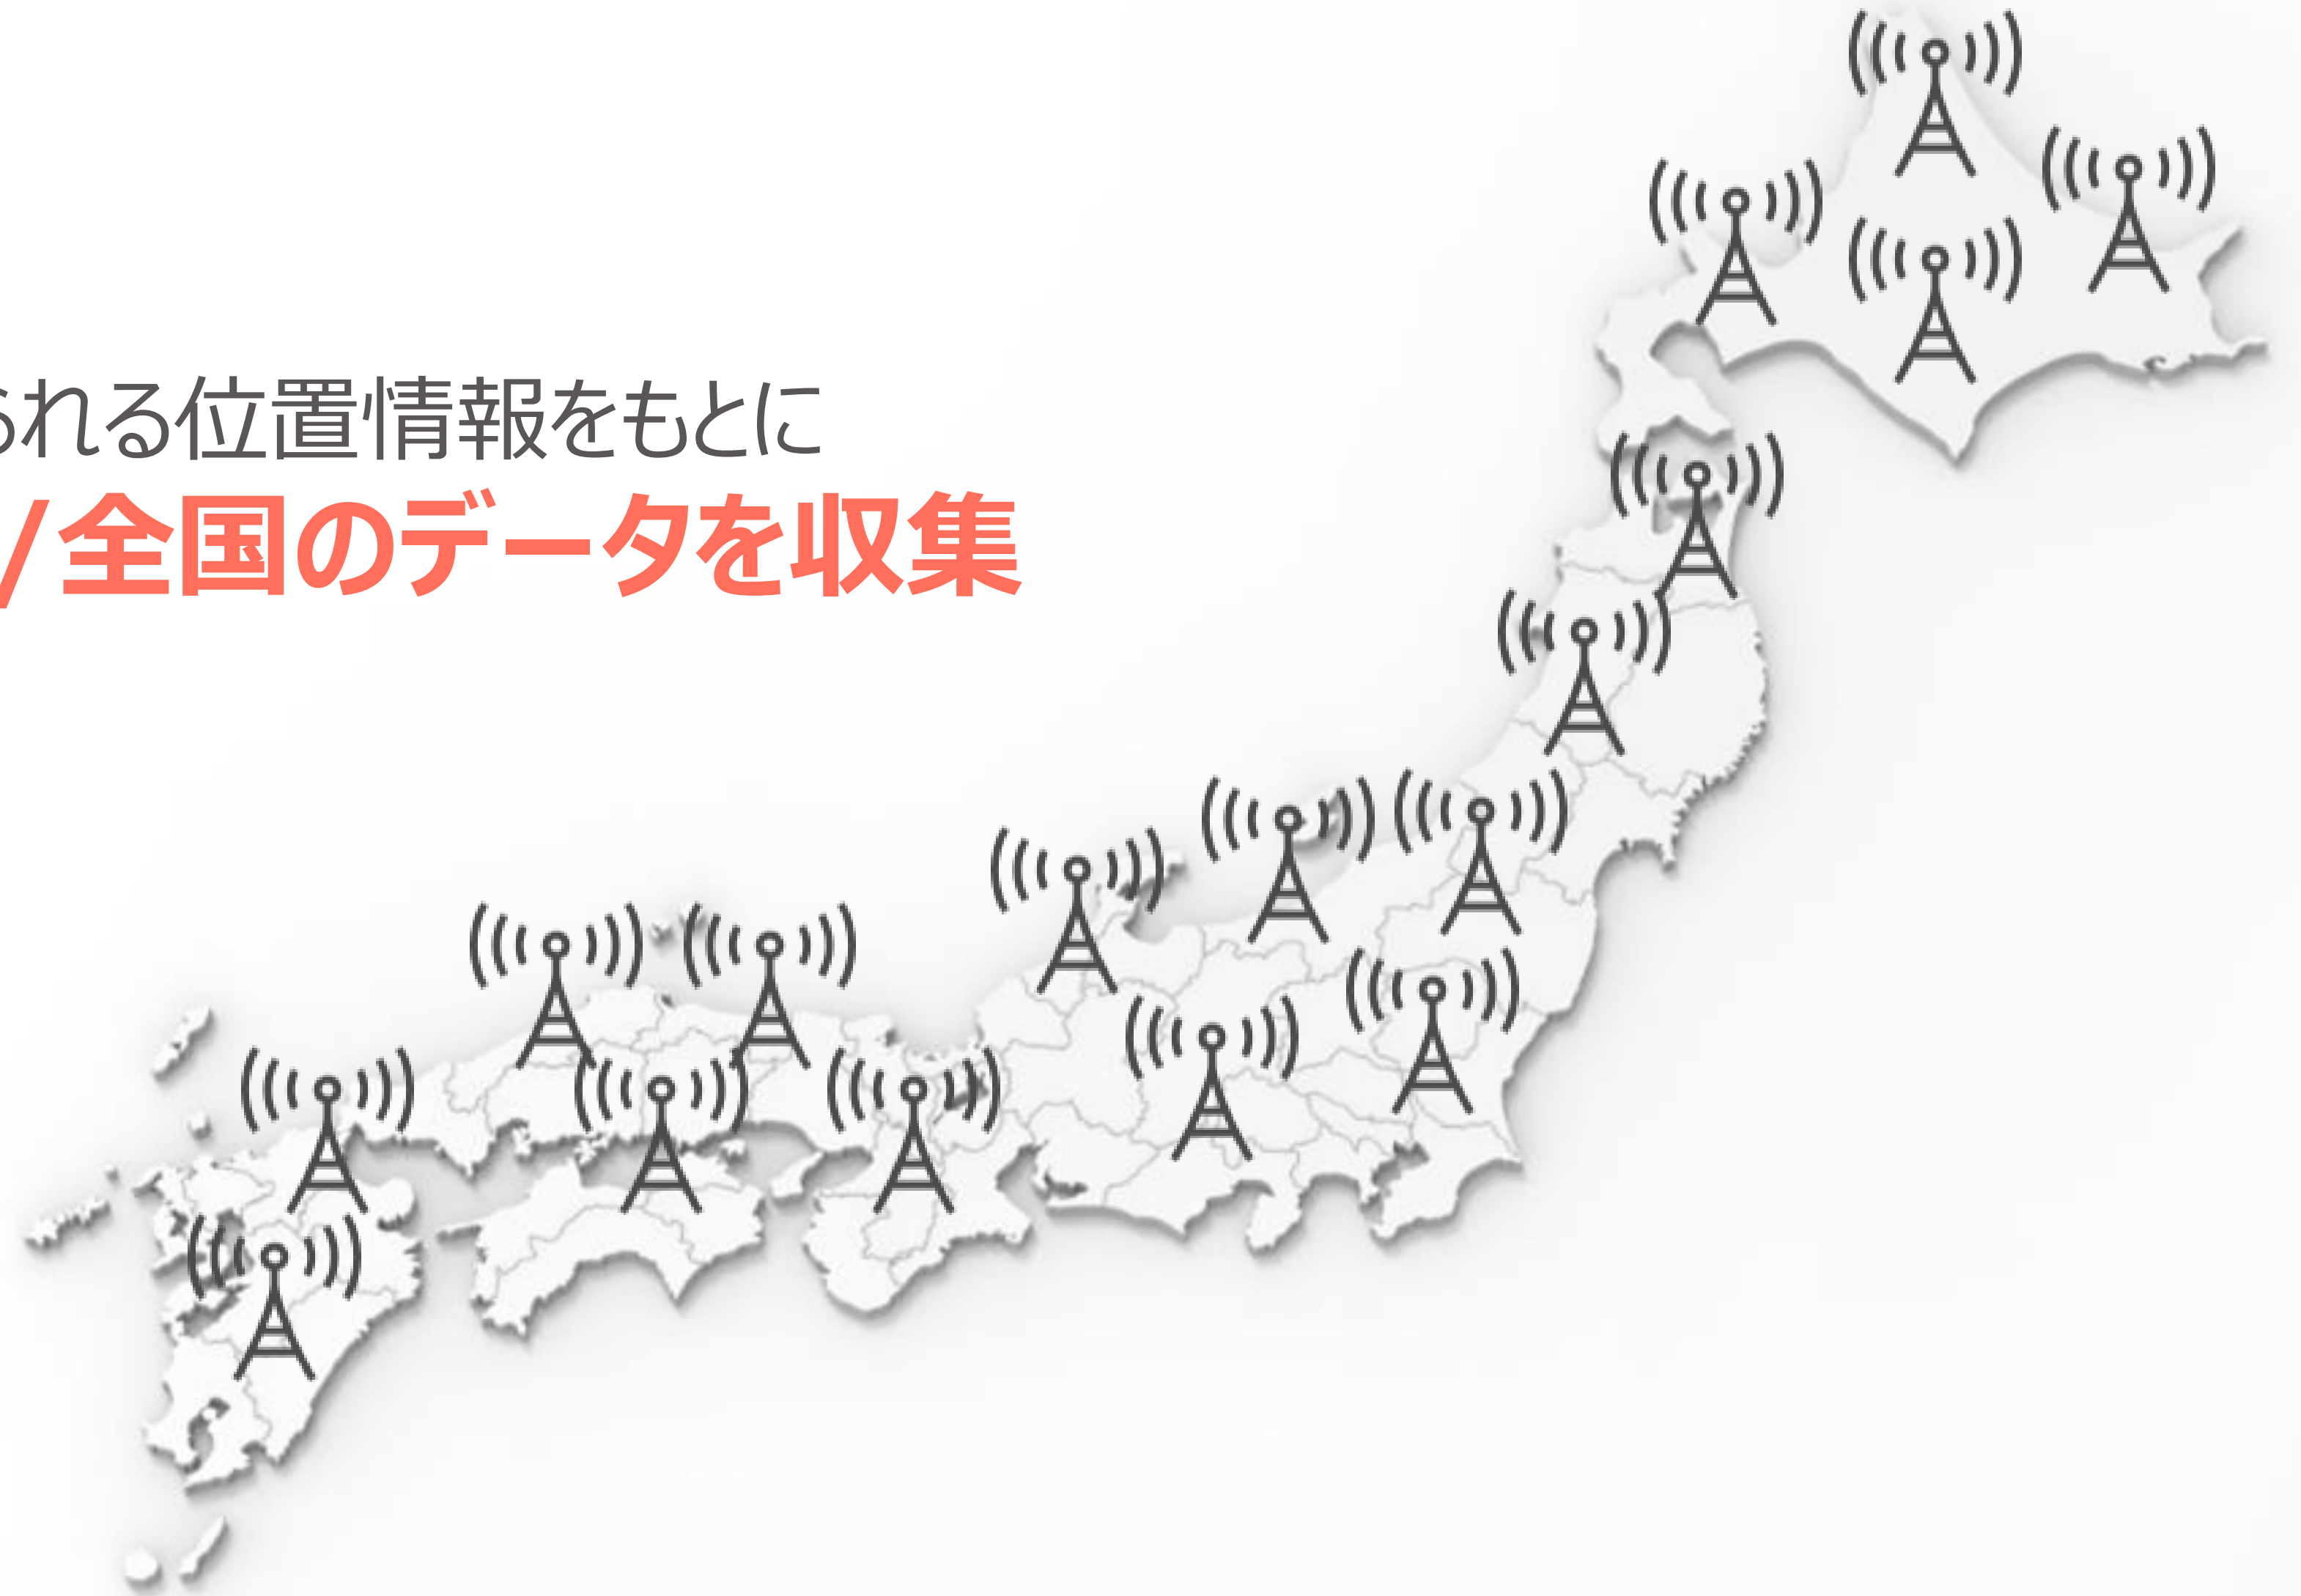 られる位置情報をもとに
/全国のデータを収集